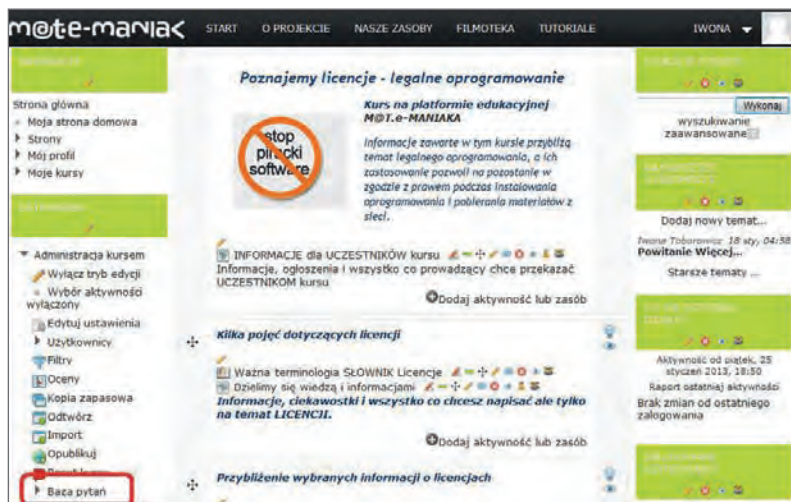 m@t.e-maniak
START O PROJEKCIE NASZE ZASOBY FILMOTEKA TUTORIALE IWONA
Strona główna
Moja strona domowa
Strony
Mój profil
Moje kursy
Administracja kursem
Wyłącz tryb edycji
Wybór aktywności
wyłączony
Edytuj ustawienia
Użytkownicy
Filtry
Oceny
Kopia zapasowa
Odtwórz
Import
Opublikuj
Baza pytań
Poznajemy licencje - legalne oprogramowanie
stop
piracki
software
Kurs na platformie edukacyjnej
M@T.e-MANIAKA
Informacje zawarte w tym kursie przybliżą
temat legalnego oprogramowania, a ich
zastosowanie pozwoli na pozostanie w
zgodzie z prawem podczas instalowania
oprogramowania i pobierania materiałów z
sieci.
INFORMACJE dla UCZESTNIKÓW kursu
Informacje, ogłoszenia i wszystko co prowadzący chce przekazać
UCZESTNIKOM kursu
Dodaj aktywność lub zasób
Kilka pojęć dotyczących licencji
Ważna terminologia SŁOWNIK Licencje
Dzielimy się wiedzą i informacjami
Informacje, ciekawostki i wszystko co chcesz napisać ale tylko
na temat LICENCJI.
Dodaj aktywność lub zasób
Przybliżenie wybranych informacji o licencjach
Wykonaj
wyszukiwanie
zaawansowane
Dodaj nowy temat...
Iwona 18 sty, 04:38
Powitanie Więcej...
Starsze tematy ...
Aktywność od piątek, 25
styczeń 2013, 18:50
Raport ostatniej aktywności
Brak zmian od ostatniego
zalogowania